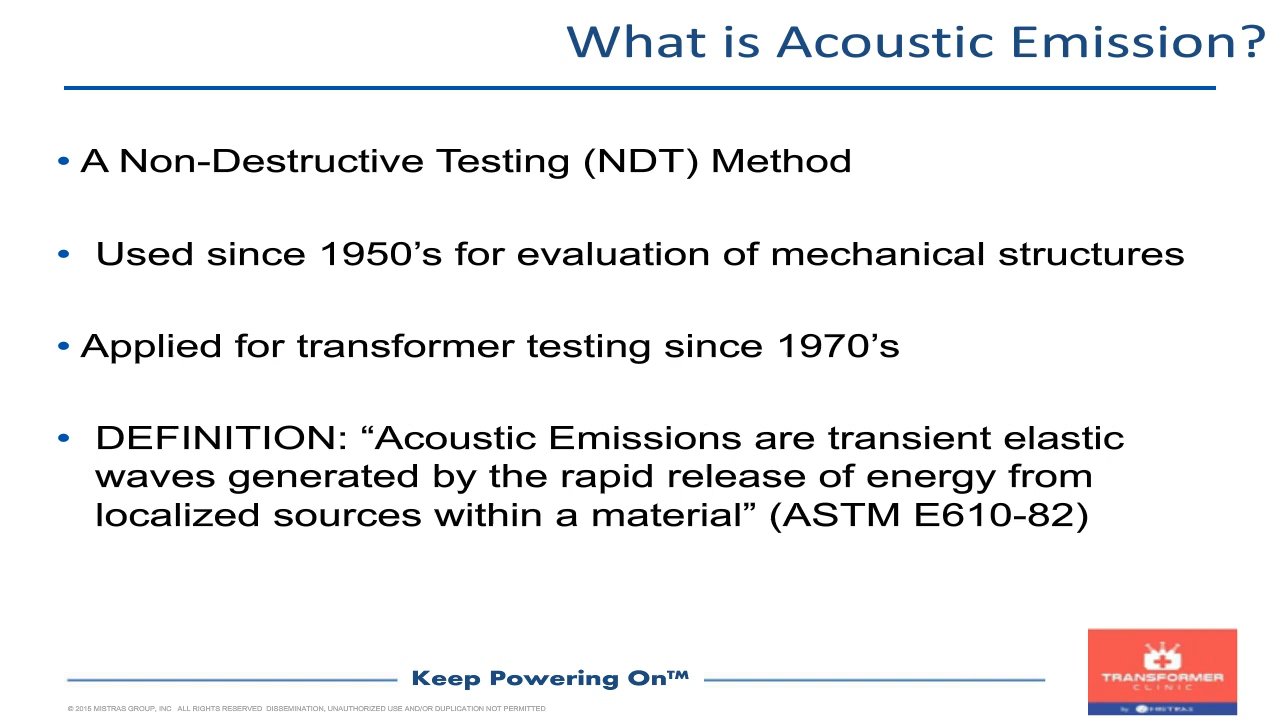 What is Acoustic Emission?
• A Non-Destructive Testing (NDT) Method
• Used since 1950’s for evaluation of mechanical structures
• Applied for transformer testing since 1970’s
• DEFINITION: “Acoustic Emissions are transient elastic
waves generated by the rapid release of energy from
localized sources within a material” (ASTM E610-82)
Keep Powering On™
TRANSFORMER
CLINIC
by MISTRAS
© 2015 MISTRAS GROUP, INC ALL RIGHTS RESERVED DISSEMINATION, UNAUTHORIZED USE AND/OR DUPLICATION NOT PERMITTED